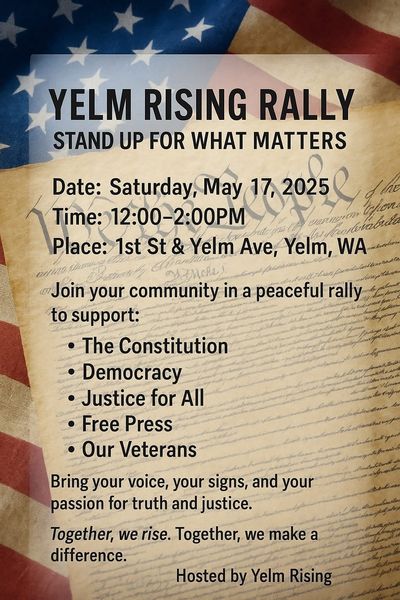 YELM RISING RALLY
STAND UP FOR WHAT MATTERS
Date: Saturday, May 17, 2025
Time: 12:00–2:00PM
Place: 1st St & Yelm Ave, Yelm, WA
Join your community in a peaceful rally
to support:
• The Constitution
• Democracy
• Justice for All
• Free Press
• Our Veterans
Bring your voice, your signs, and your
passion for truth and justice.
Together, we rise. Together, we make a
difference.
Hosted by Yelm Rising